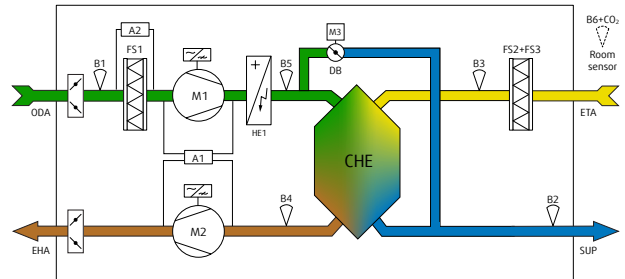 A2
M3
B6+CO₂
B1
FS1
B5
DB
B3
FS2+FS3
Room
sensor
M1
+
ODA
HE1
ETA
A1
CHE
B4
B2
M2
EHA
SUP